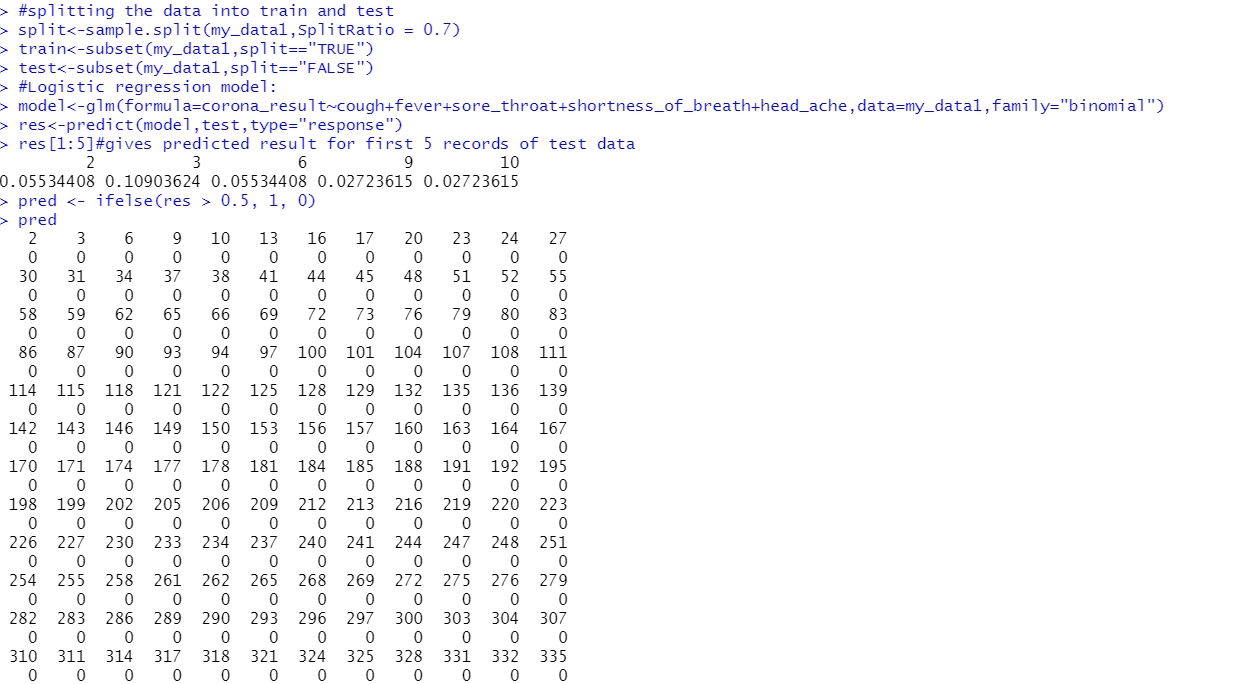 > #splitting the data into train and test
> split<-sample.split(my_data1,SplitRatio = 0.7)
> train<-subset(my_data1,split=="TRUE")
> test<-subset(my_data1,split=="FALSE")
> #Logistic regression model:
> model<-glm(formula=corona_result~cough+fever+sore_throat+shortness_of_breath+head_ache,data=my_data1,family="binomial")
> res<-predict(model,test,type="response")
> res[1:5]#gives predicted result for first 5 records of test data
2 3 6 9 10
0.05534408 0.10903624 0.05534408 0.02723615 0.02723615
> pred <- ifelse(res > 0.5, 1, 0)
> pred
2 3 6 9 10 13 16 17 20 23 24 27
0 0 0 0 0 0 0 0 0 0 0 0
30 31 34 37 38 41 44 45 48 51 52 55
0 0 0 0 0 0 0 0 0 0 0 0
58 59 62 65 66 69 72 73 76 79 80 83
0 0 0 0 0 0 0 0 0 0 0 0
86 87 90 93 94 97 100 101 104 107 108 111
0 0 0 0 0 0 0 0 0 0 0 0
114 115 118 121 122 125 128 129 132 135 136 139
0 0 0 0 0 0 0 0 0 0 0 0
142 143 146 149 150 153 156 157 160 163 164 167
0 0 0 0 0 0 0 0 0 0 0 0
170 171 174 177 178 181 184 185 188 191 192 195
0 0 0 0 0 0 0 0 0 0 0 0
198 199 202 205 206 209 212 213 216 219 220 223
0 0 0 0 0 0 0 0 0 0 0 0
226 227 230 233 234 237 240 241 244 247 248 251
0 0 0 0 0 0 0 0 0 0 0 0
254 255 258 261 262 265 268 269 272 275 276 279
0 0 0 0 0 0 0 0 0 0 0 0
282 283 286 289 290 293 296 297 300 303 304 307
0 0 0 0 0 0 0 0 0 0 0 0
310 311 314 317 318 321 324 325 328 331 332 335
0 0 0 0 0 0 0 0 0 0 0 0